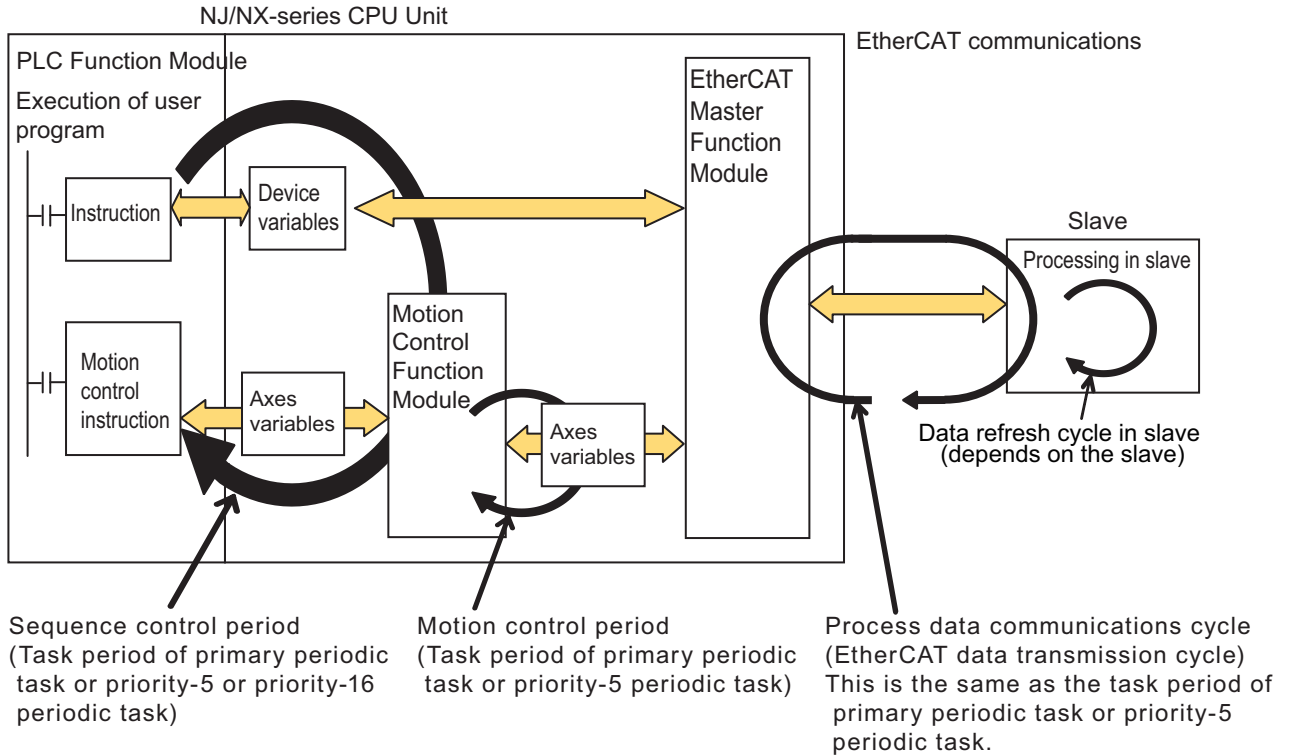 NJ/NX-series CPU Unit
EtherCAT communications
PLC Function Module
Execution of user
program
Instruction
Device
variables
EtherCAT
Master
Function
Module
Slave
Processing in slave
Motion
control
instruction
Axes
variables
Motion
Control
Function
Module
Axes
variables
Data refresh cycle in slave
(depends on the slave)
Sequence control period
(Task period of primary periodic
task or priority-5 or priority-16
periodic task)
Motion control period
(Task period of primary periodic
task or priority-5 periodic task)
Process data communications cycle
(EtherCAT data transmission cycle)
This is the same as the task period of
primary periodic task or priority-5
periodic task.